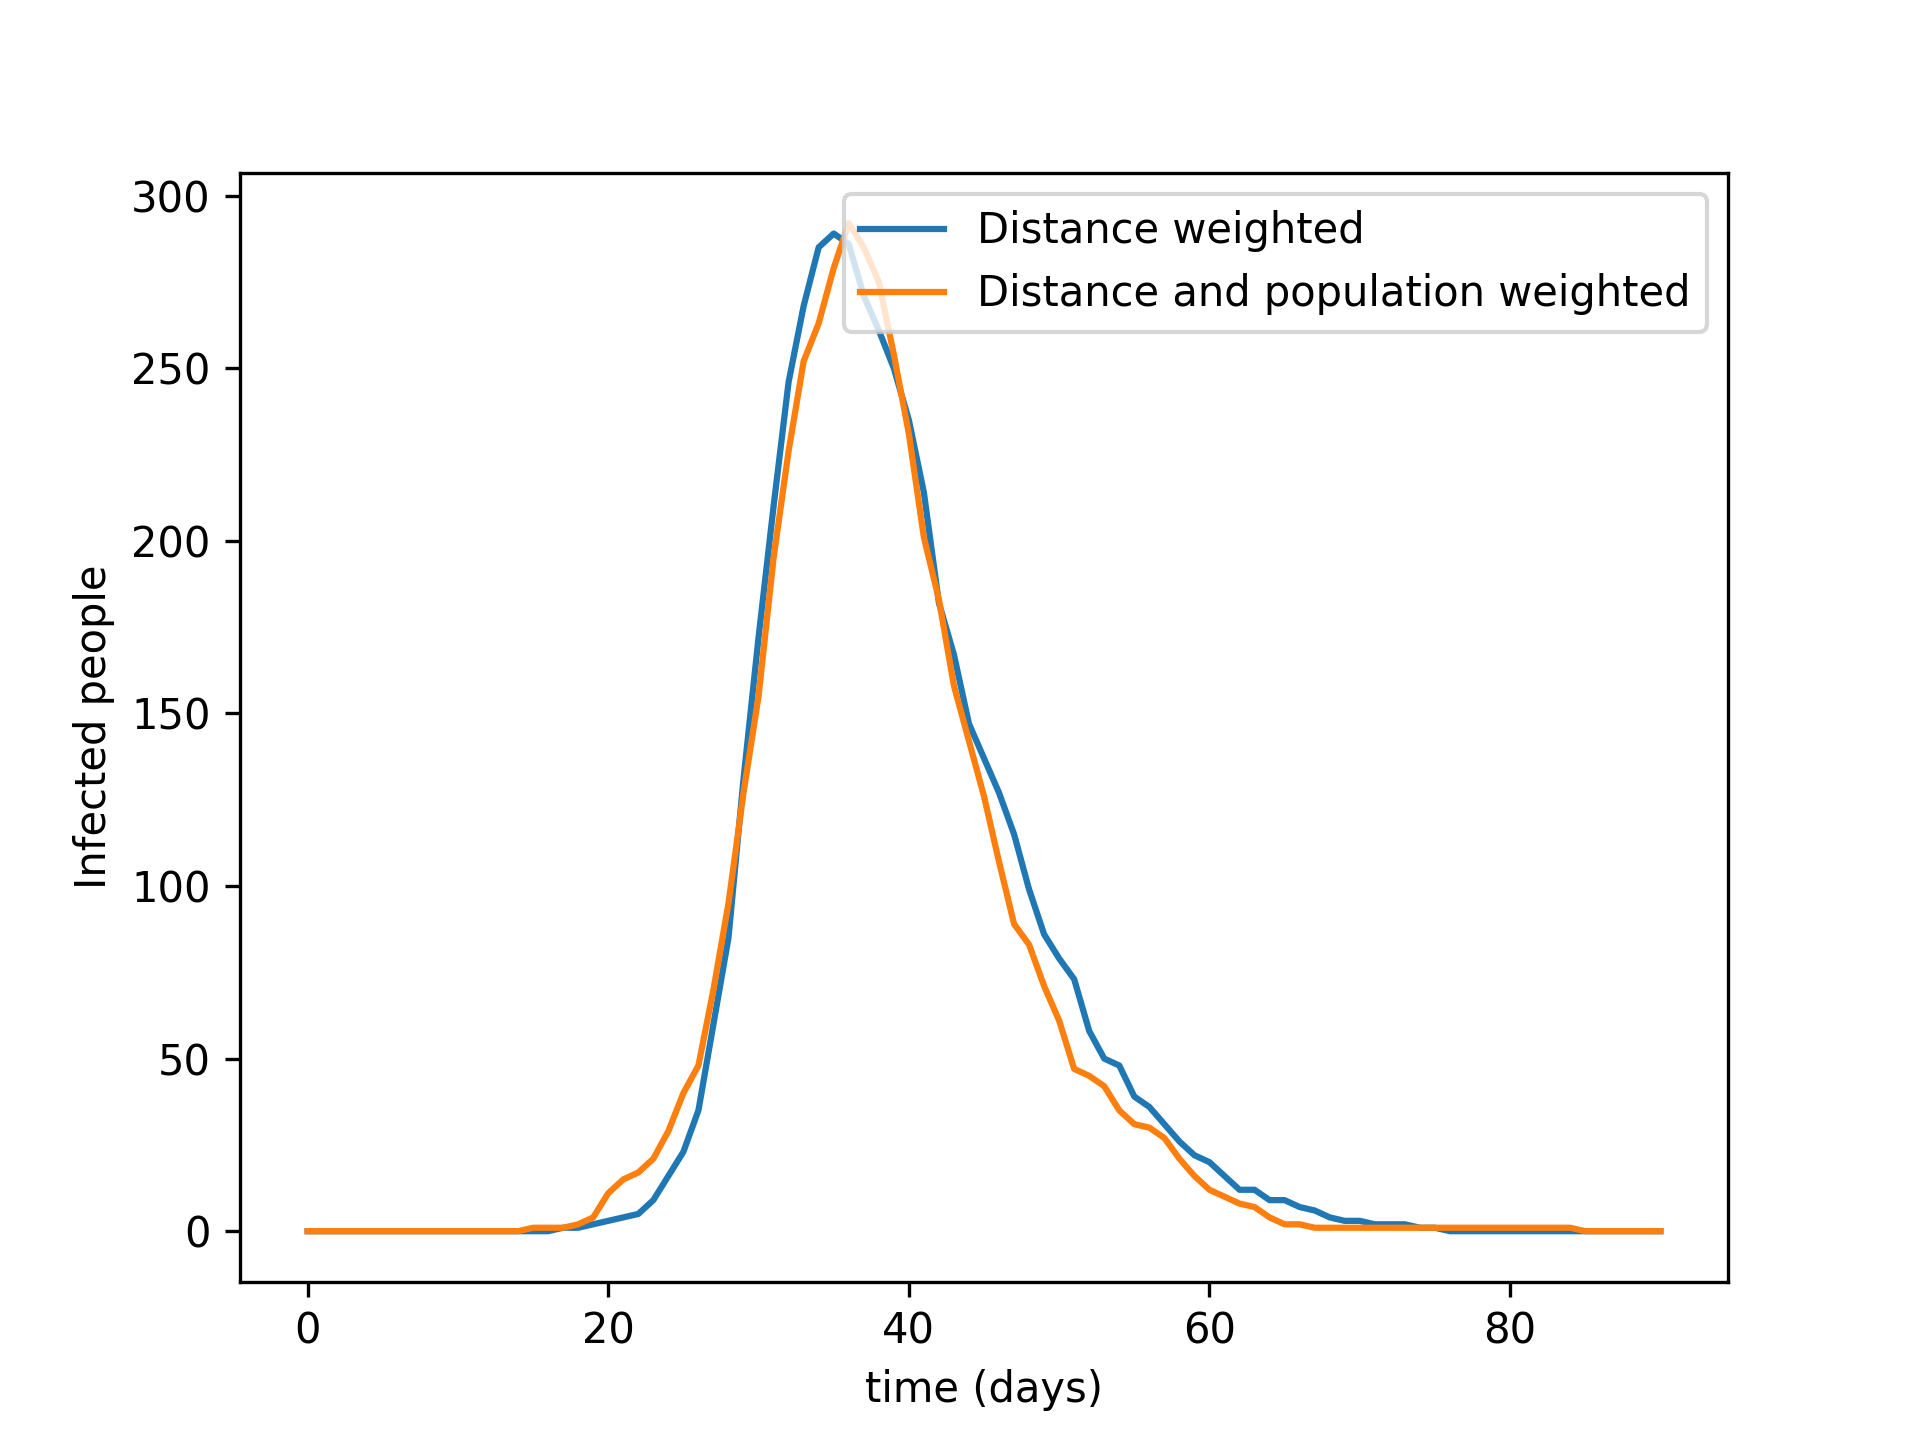 Distance weighted
Distance and population weighted
300
250
200
150
100
50
0
Infected people
0 20 40 60 80
time (days)